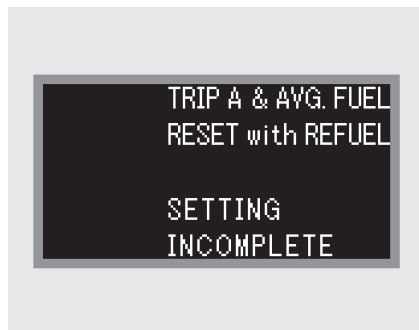 TRIP A & AVG. FUEL
RESET with REFUEL
SETTING
INCOMPLETE